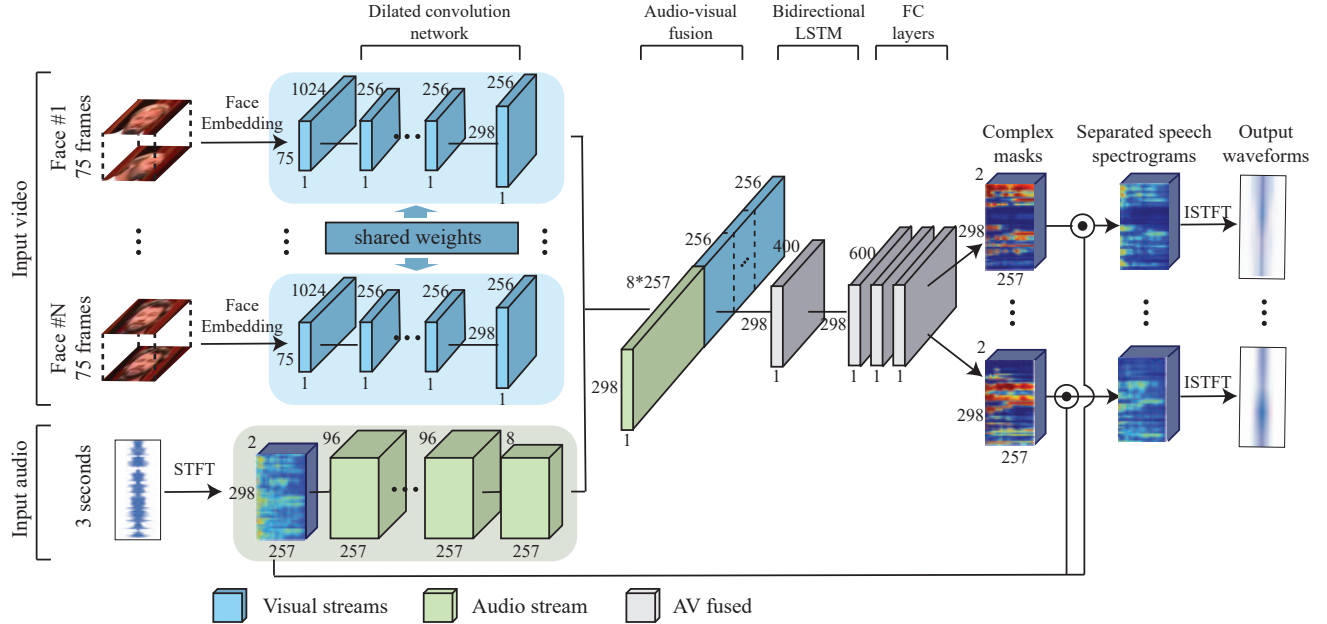 Dilated convolution
network
Audio-visual
fusion
Bidirectional
LSTM
FC
layers
Input video
Face #1
75 frames
Face
Embedding
1024
256
256
256
75
298
1
1
1
1
shared weights
Face #N
75 frames
Face
Embedding
1024
256
256
256
75
298
1
1
1
1
Input audio
3 seconds
STFT
2
96
96
8
298
257
257
257
257
8*257
256
256
298
1
400
298
1
600
298
1
1
1
Complex
masks
Separated speech
spectrograms
Output
waveforms
2
298
257
ISTFT
2
298
257
ISTFT
Visual streams
Audio stream
AV fused